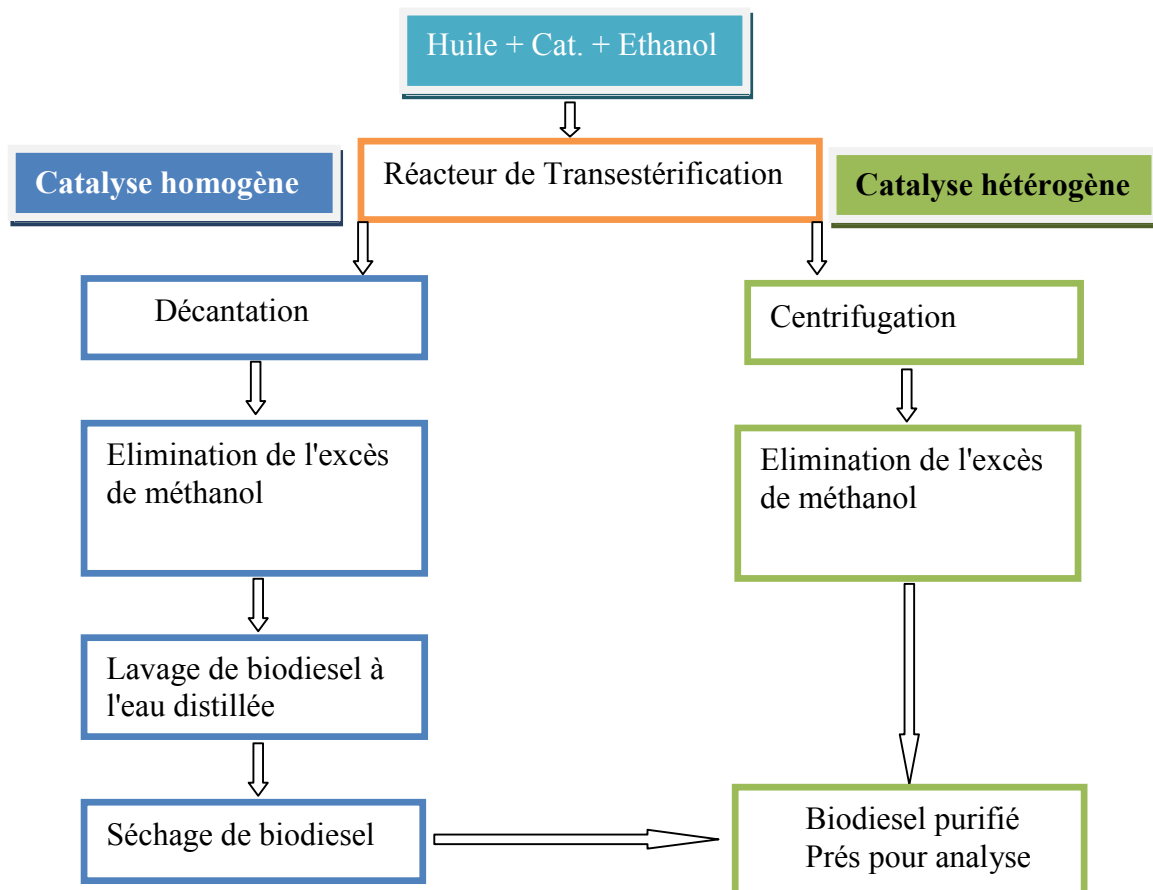 Huile + Cat. + Ethanol
Catalyse homogène
Réacteur de Transestérification
Catalyse hétérogène
Décantation
Elimination de l'excès
de méthanol
Lavage de biodiesel à
l'eau distillée
Séchage de biodiesel
Centrifugation
Elimination de l'excès
de méthanol
Biodiesel purifié
Prés pour analyse